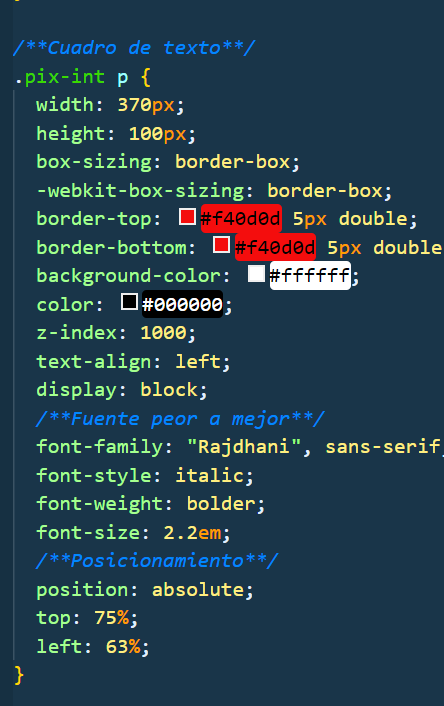 /**Cuadro de texto**/
.pix-int p {
width: 370px;
height: 100px;
box-sizing: border-box;
-webkit-box-sizing: border-box;
border-top: #f40d0d 5px double;
border-bottom: #f40d0d 5px double
background-color: #ffffff;
color: #000000;
z-index: 1000;
text-align: left;
display: block;
/**Fuente peor a mejor**/
font-family: "Rajdhani", sans-serif
font-style: italic;
font-weight: bolder;
font-size: 2.2em;
/**Posicionamiento**/
position: absolute;
top: 75%;
left: 63%;
}